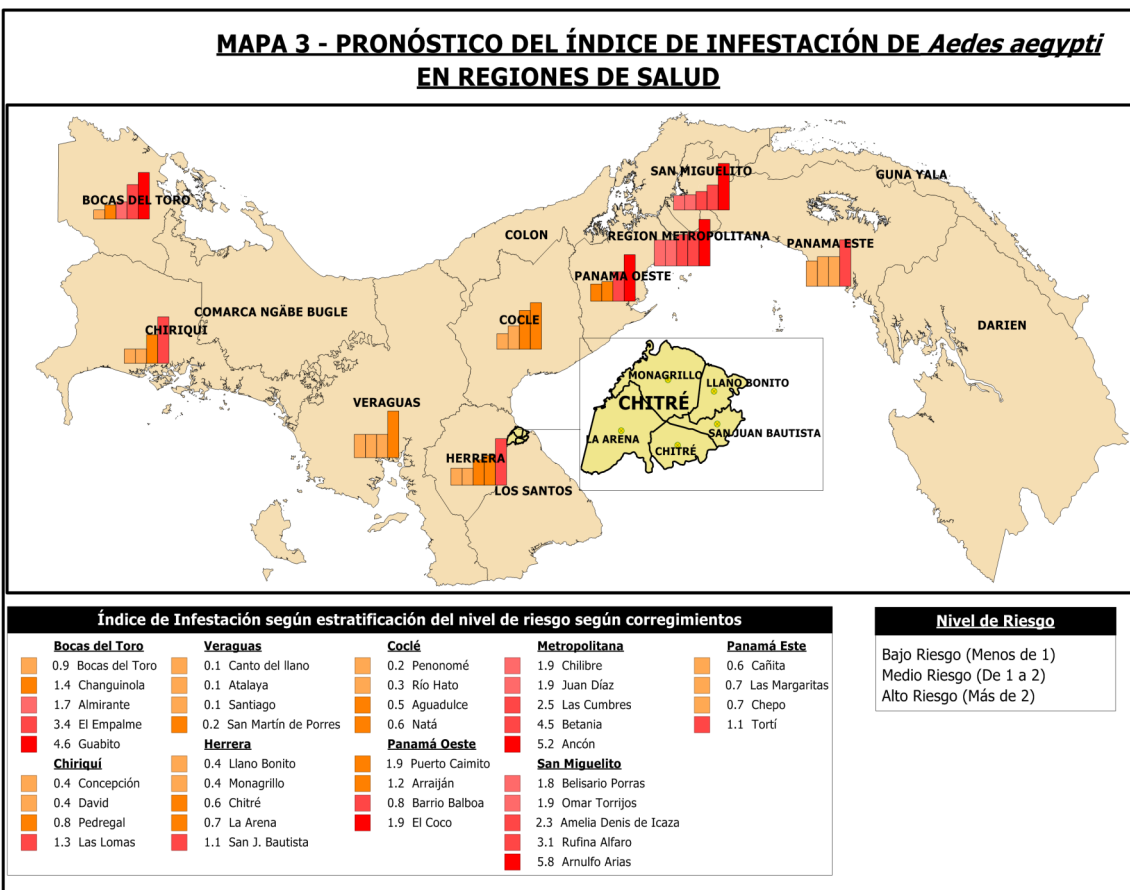 MAPA 3 - PRONÓSTICO DEL ÍNDICE DE INFESTACIÓN DE Aedes aegypti
EN REGIONES DE SALUD
SAN MIGUELITO
GUNA YALA
BOCAS DEL TORO
COLON
REGION METROPOLITANA
PANAMA ESTE
PANAMA OESTE
COMARCA NGÄBE BUGLE
CHIRIQUI
COCLE
DARIEN
VERAGUAS
HERRERA
LOS SANTOS
MONAGRILLO
LLANO BONITO
CHITRÉ
LA ARENA
SAN JUAN BAUTISTA
CHITRÉ
Índice de Infestación según estratificación del nivel de riesgo según corregimientos
Bocas del Toro
0.9 Bocas del Toro
1.4 Changuinola
1.7 Almirante
3.4 El Empalme
4.6 Guabito
Chiriquí
0.4 Concepción
0.4 David
0.8 Pedregal
1.3 Las Lomas
Veraguas
0.1 Canto del llano
0.1 Atalaya
0.1 Santiago
0.2 San Martín de Porres
Herrera
0.4 Llano Bonito
0.4 Monagrillo
0.6 Chitré
0.7 La Arena
1.1 San J. Bautista
Coclé
0.2 Penonomé
0.3 Río Hato
0.5 Aguadulce
0.6 Natá
Panamá Oeste
1.9 Puerto Caimito
1.2 Arraiján
0.8 Barrio Balboa
1.9 El Coco
Metropolitana
1.9 Chilibre
1.9 Juan Díaz
2.5 Las Cumbres
4.5 Betania
5.2 Ancón
San Miguelito
1.8 Belisario Porras
1.9 Omar Torrijos
2.3 Amelia Denis de Icaza
3.1 Rufina Alfaro
5.8 Arnulfo Arias
Panamá Este
0.6 Cañita
0.7 Las Margaritas
0.7 Chepo
1.1 Tortí
Nivel de Riesgo
Bajo Riesgo (Menos de 1)
Medio Riesgo (De 1 a 2)
Alto Riesgo (Más de 2)